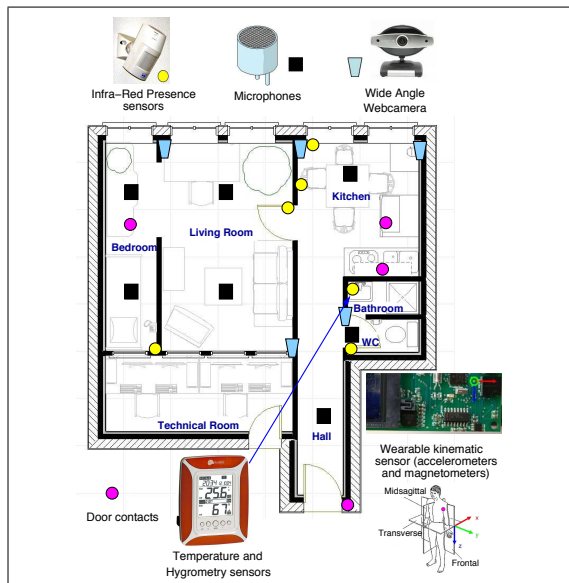 Infra−Red Presence
sensors
Microphones
Wide Angle
Webcamera
Kitchen
Living Room
Bedroom
Bathroom
WC
Technical Room
Hall
Wearable kinematic
sensor (accelerometers
and magnetometers)
Midsagittal
x
Transverse
y
z
Frontal
Door contacts
25.6
67
Temperature and
Hygrometry sensors